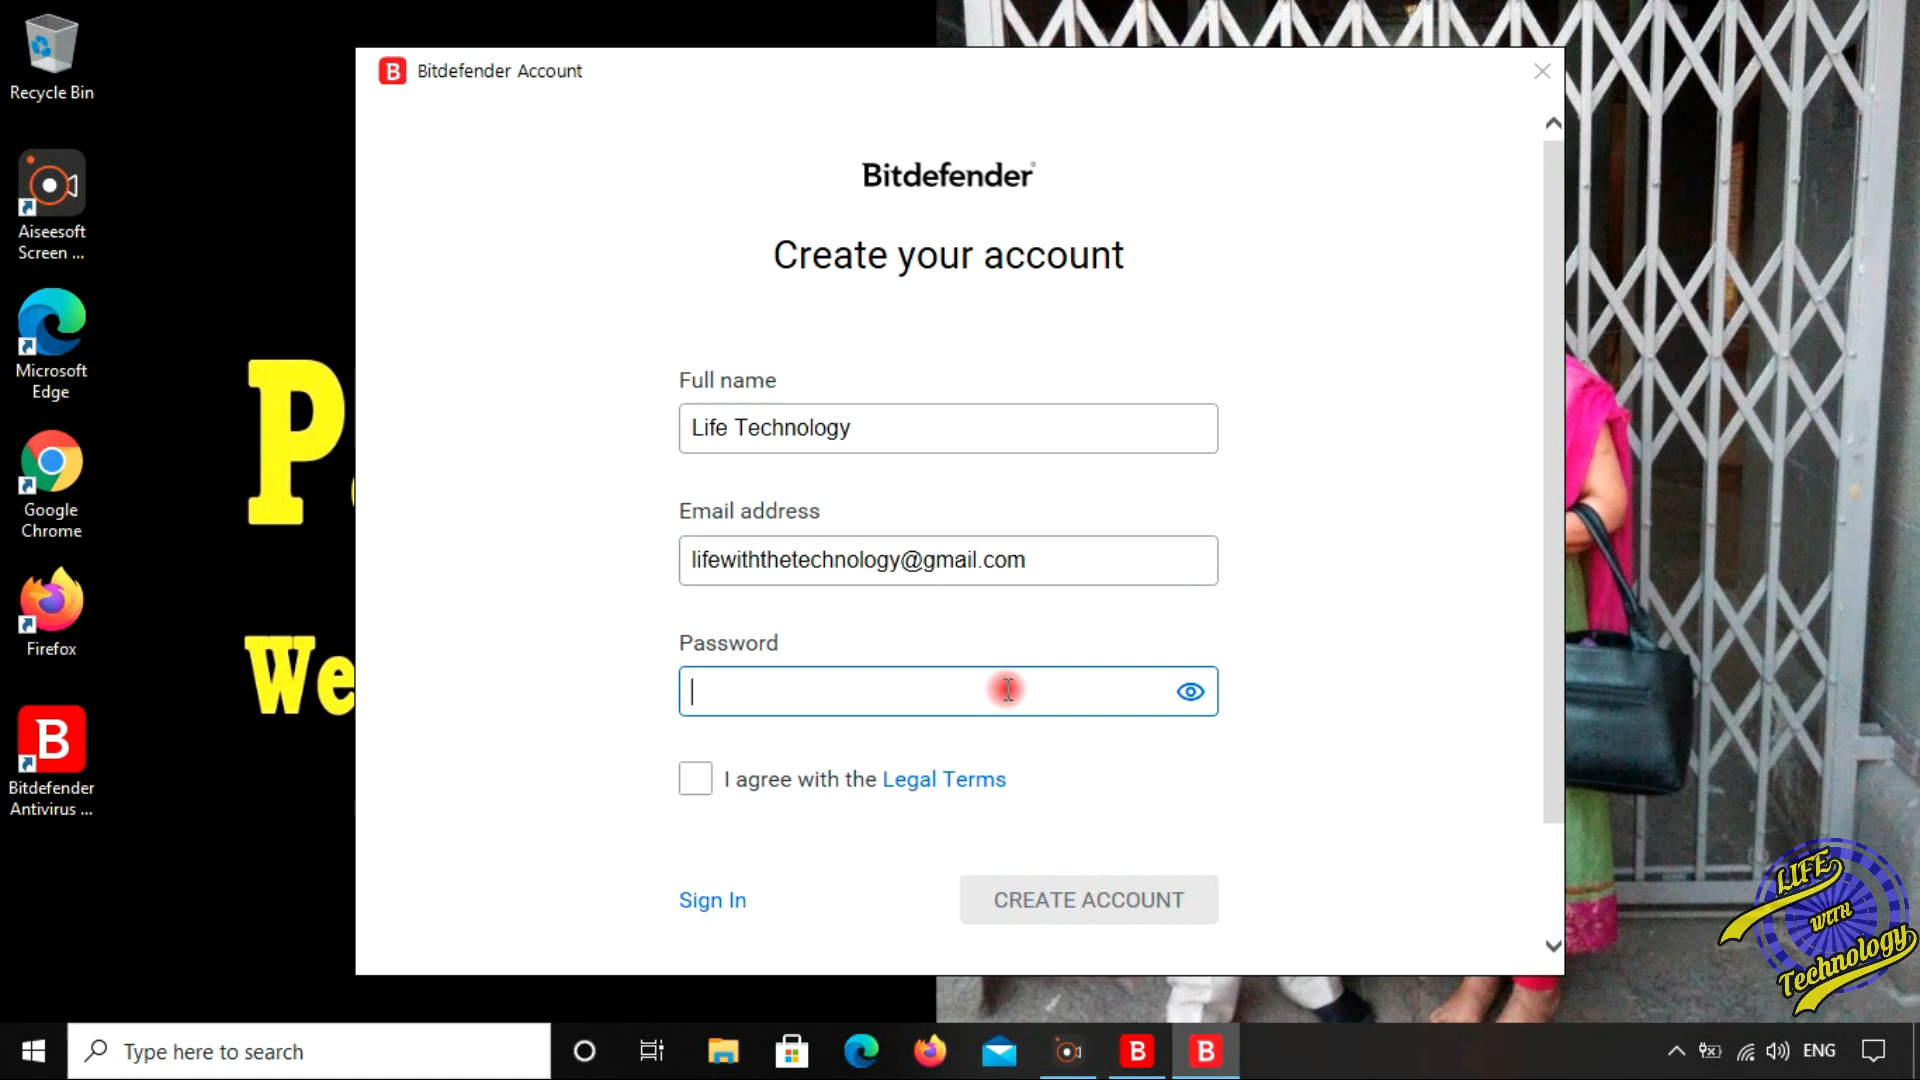 Recycle Bin
Aiseesoft
Screen ...
Microsoft
Edge
Google
Chrome
Firefox
B
Bitdefender
Antivirus ...
P
We
B Bitdefender Account
Bitdefender
Create your account
Full name
Life Technology
Email address
lifewiththetechnology@gmail.com
Password
I agree with the Legal Terms
Sign In
CREATE ACCOUNT
LIFE
WITH
Technology
Type here to search
B
B
ENG